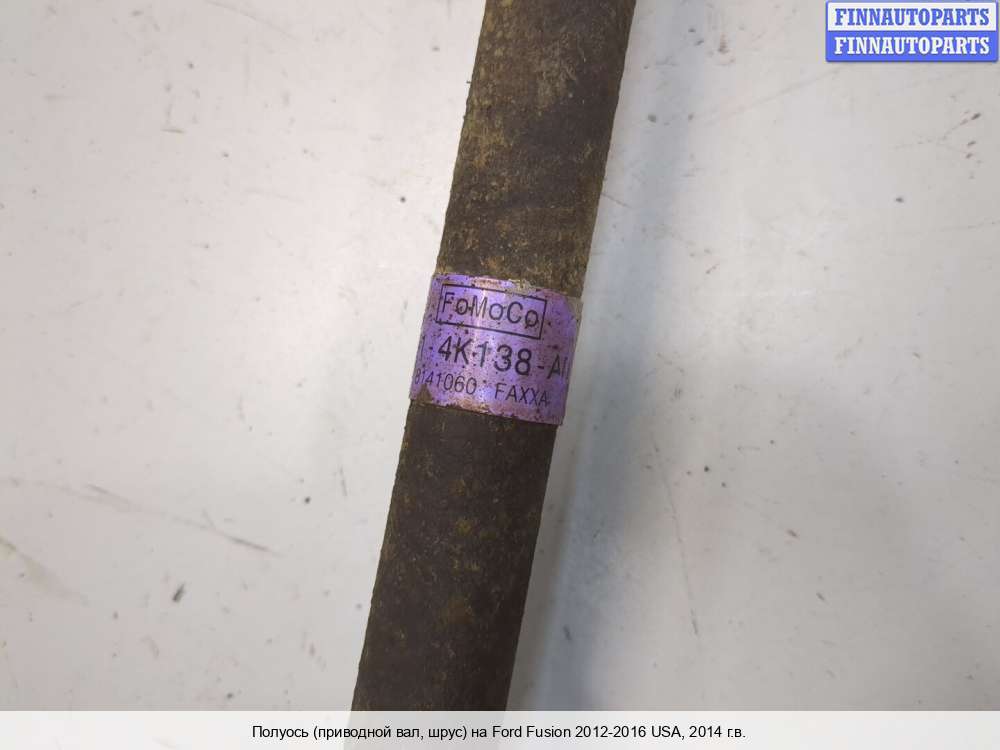 FINNAUTOPARTS
FINNAUTOPARTS
FoMoCo
4K138-A
8141060 FAXXA
Полуось (приводной вал, шрус) на Ford Fusion 2012-2016 USA, 2014 г.в.